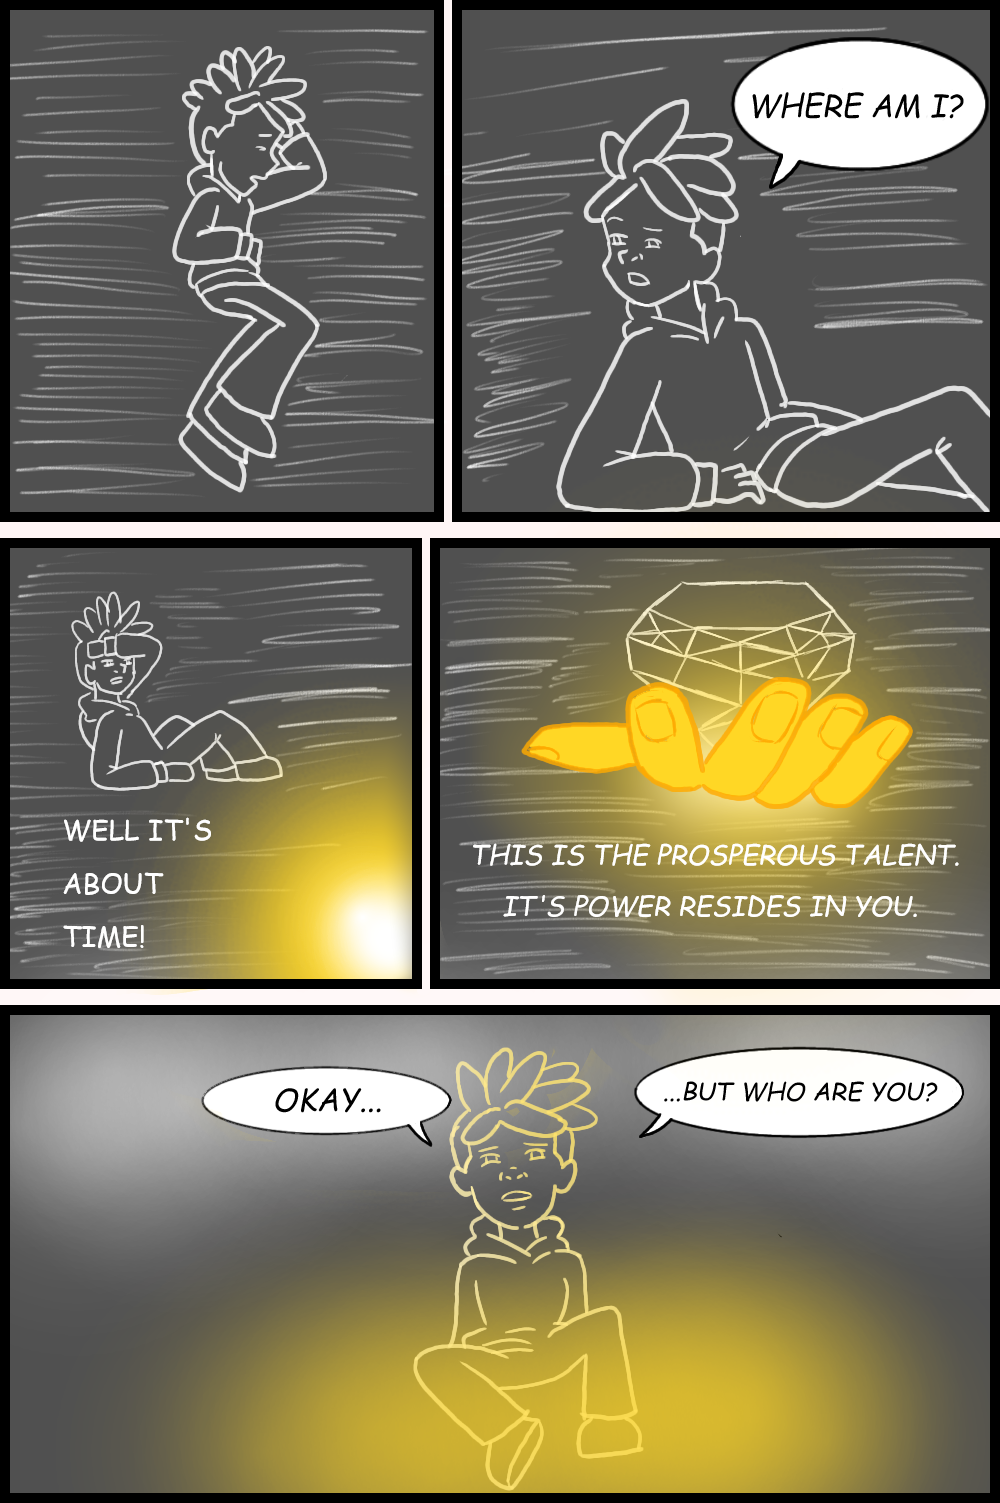 WHERE AM I?
WELL IT'S
ABOUT
TIME!
THIS IS THE PROSPEROUS TALENT.
IT'S POWER RESIDES IN YOU.
OKAY...
...BUT WHO ARE YOU?